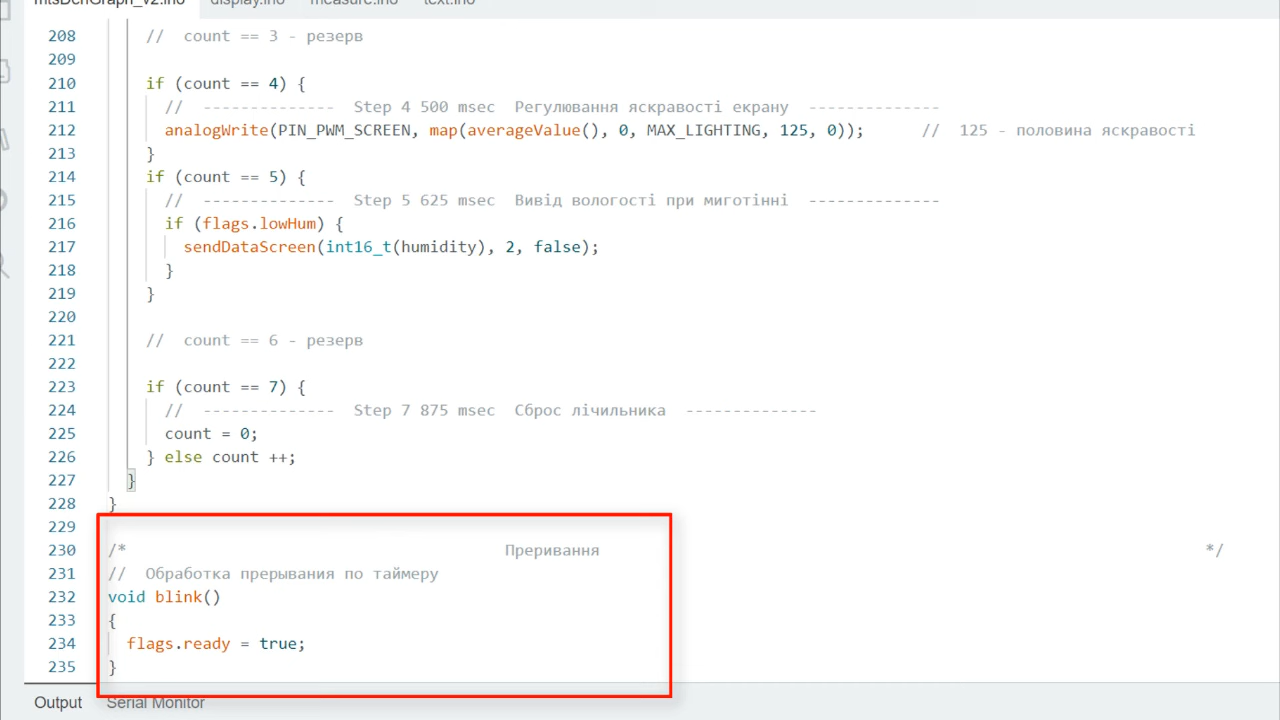 mtsDenGraph_v2.ino display.ino measure.ino text.ino
208 // count == 3 - резерв
209
210 if (count == 4) {
211 // -------------- Step 4 500 msec Регулювання яскравості екрану --------------
212 analogWrite(PIN_PWM_SCREEN, map(averageValue(), 0, MAX_LIGHTING, 125, 0)); // 125 - половина яскравості
213 }
214 if (count == 5) {
215 // -------------- Step 5 625 msec Вивід вологості при миготінні --------------
216 if (flags.lowHum) {
217 sendDataScreen(int16_t(humidity), 2, false);
218 }
219 }
220
221 // count == 6 - резерв
222
223 if (count == 7) {
224 // -------------- Step 7 875 msec Сброс лічильника --------------
225 count = 0;
226 } else count ++;
227 }
228 }
229
230 /* Преривання */
231 // Обработка прерывания по таймеру
232 void blink()
233 {
234 flags.ready = true;
235 }
Output Serial Monitor